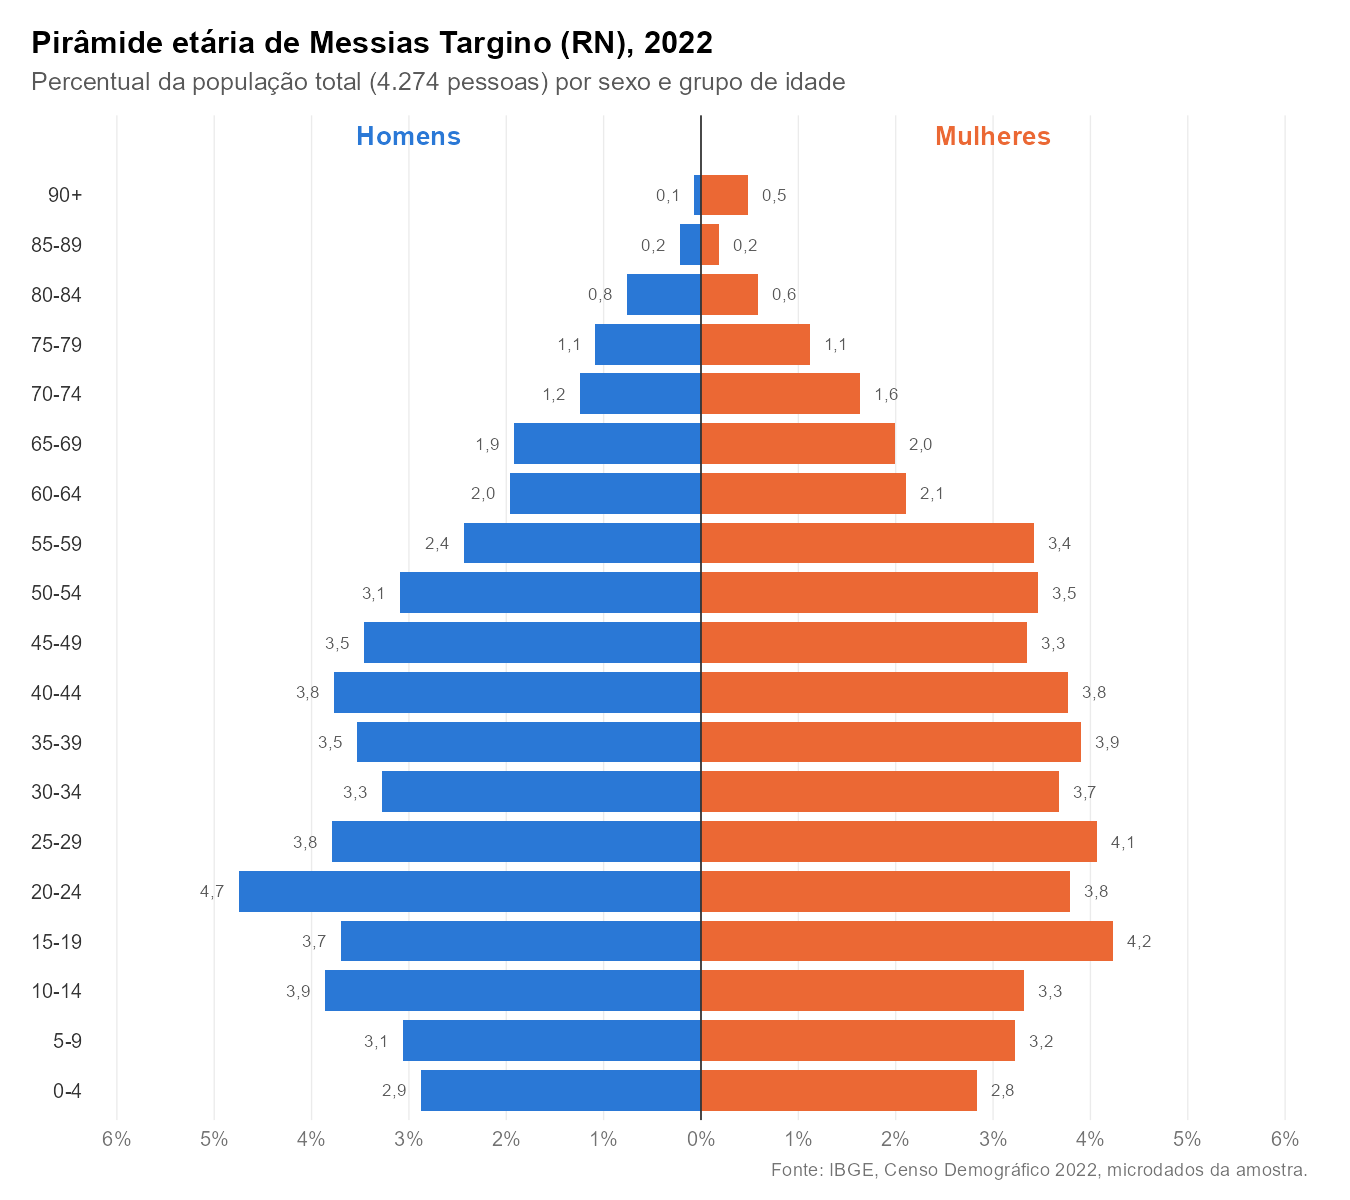 Pirâmide etária de Messias Targino (RN), 2022
Percentual da população total (4.274 pessoas) por sexo e grupo de idade
Homens Mulheres
90+ 0,1 0,5
85-89 0,2 0,2
80-84 0,8 0,6
75-79 1,1 1,1
70-74 1,2 1,6
65-69 1,9 2,0
60-64 2,0 2,1
55-59 2,4 3,4
50-54 3,1 3,5
45-49 3,5 3,3
40-44 3,8 3,8
35-39 3,5 3,9
30-34 3,3 3,7
25-29 3,8 4,1
20-24 4,7 3,8
15-19 3,7 4,2
10-14 3,9 3,3
5-9 3,1 3,2
0-4 2,9 2,8
6% 5% 4% 3% 2% 1% 0% 1% 2% 3% 4% 5% 6%
Fonte: IBGE, Censo Demográfico 2022, microdados da amostra.